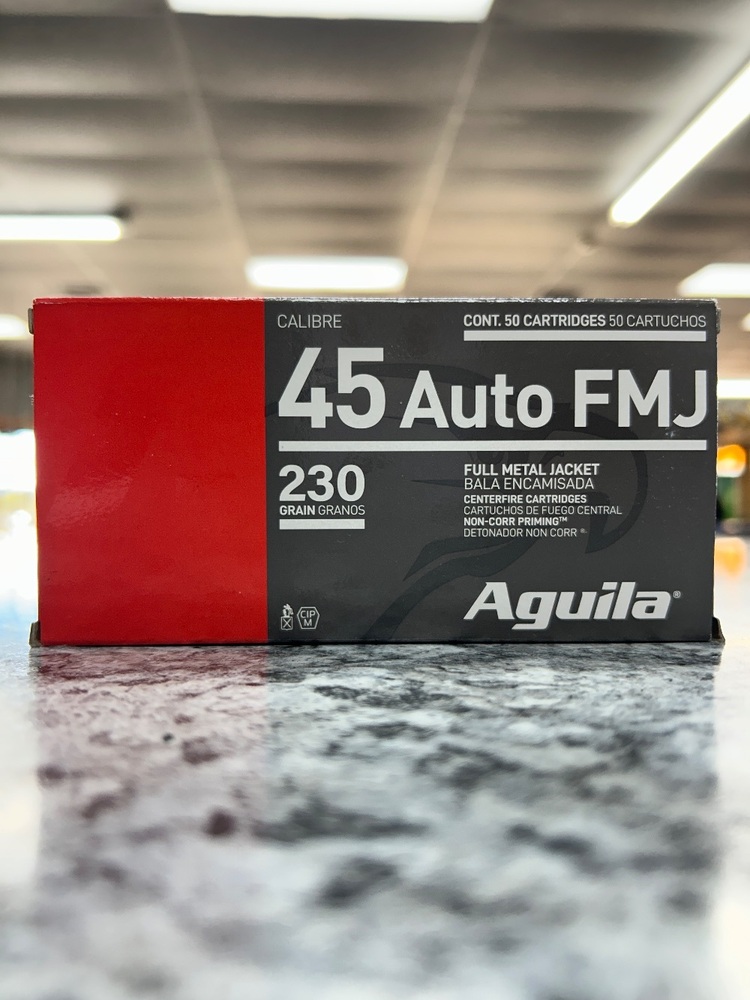 CALIBRE
CONT. 50 CARTRIDGES 50 CARTUCHOS
45 Auto FMJ
230
GRAIN GRANOS
FULL METAL JACKET
BALA ENCAMISADA
CENTERFIRE CARTRIDGES
CARTUCHOS DE FUEGO CENTRAL
NON-CORR PRIMING™
DETONADOR NON CORR ®
CIP
M
Aguila®